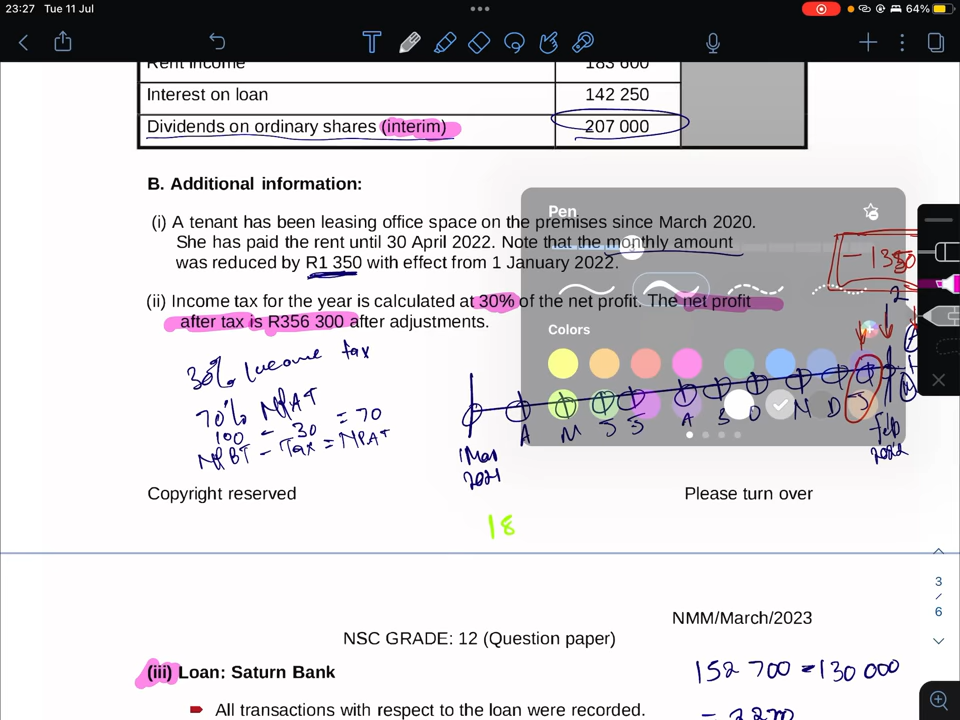 23:27 Tue 11 Jul
64%
T
Rent income 183 600
Interest on loan 142 250
Dividends on ordinary shares (interim) 207 000
B. Additional information:
(i) A tenant has been leasing office space on the premises since March 2020.
She has paid the rent until 30 April 2022. Note that the monthly amount
was reduced by R1 350 with effect from 1 January 2022.
(ii) Income tax for the year is calculated at 30% of the net profit. The net profit
after tax is R356 300 after adjustments.
Pen
Colors
-1350
2
30% Income tax
70% NPAT
100 - 30 = 70
NPBT - Tax = NPAT
A M J J A S O N D J
1 Mar
2021
Feb
2022
Copyright reserved Please turn over
18
3
/
6
NMM/March/2023
NSC GRADE: 12 (Question paper)
(iii) Loan: Saturn Bank
152 700 = 130 000
All transactions with respect to the loan were recorded.